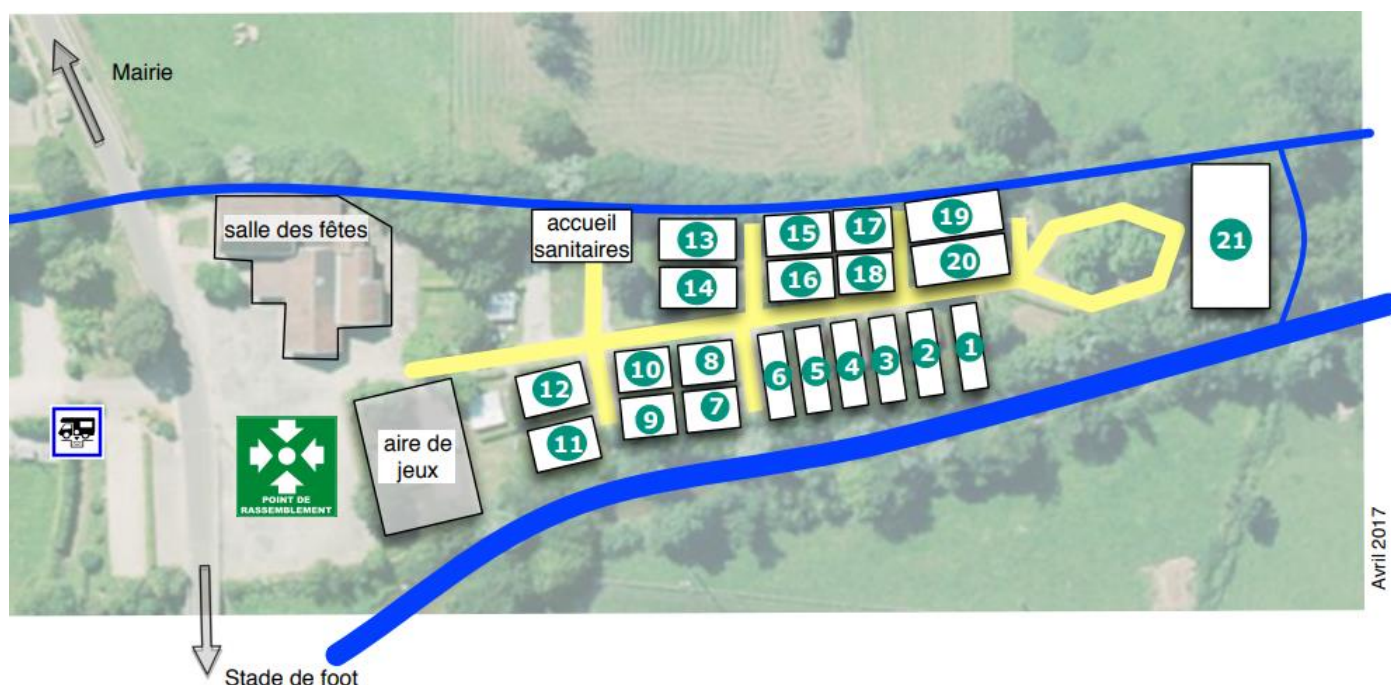 Mairie
salle des fêtes
accueil
sanitaires
13
14
15
16
17
18
19
20
21
12
11
10
9
8
7
6
5
4
3
2
1
aire de
jeux
POINT DE
RASSEMBLEMENT
Stade de foot
Avril 2017